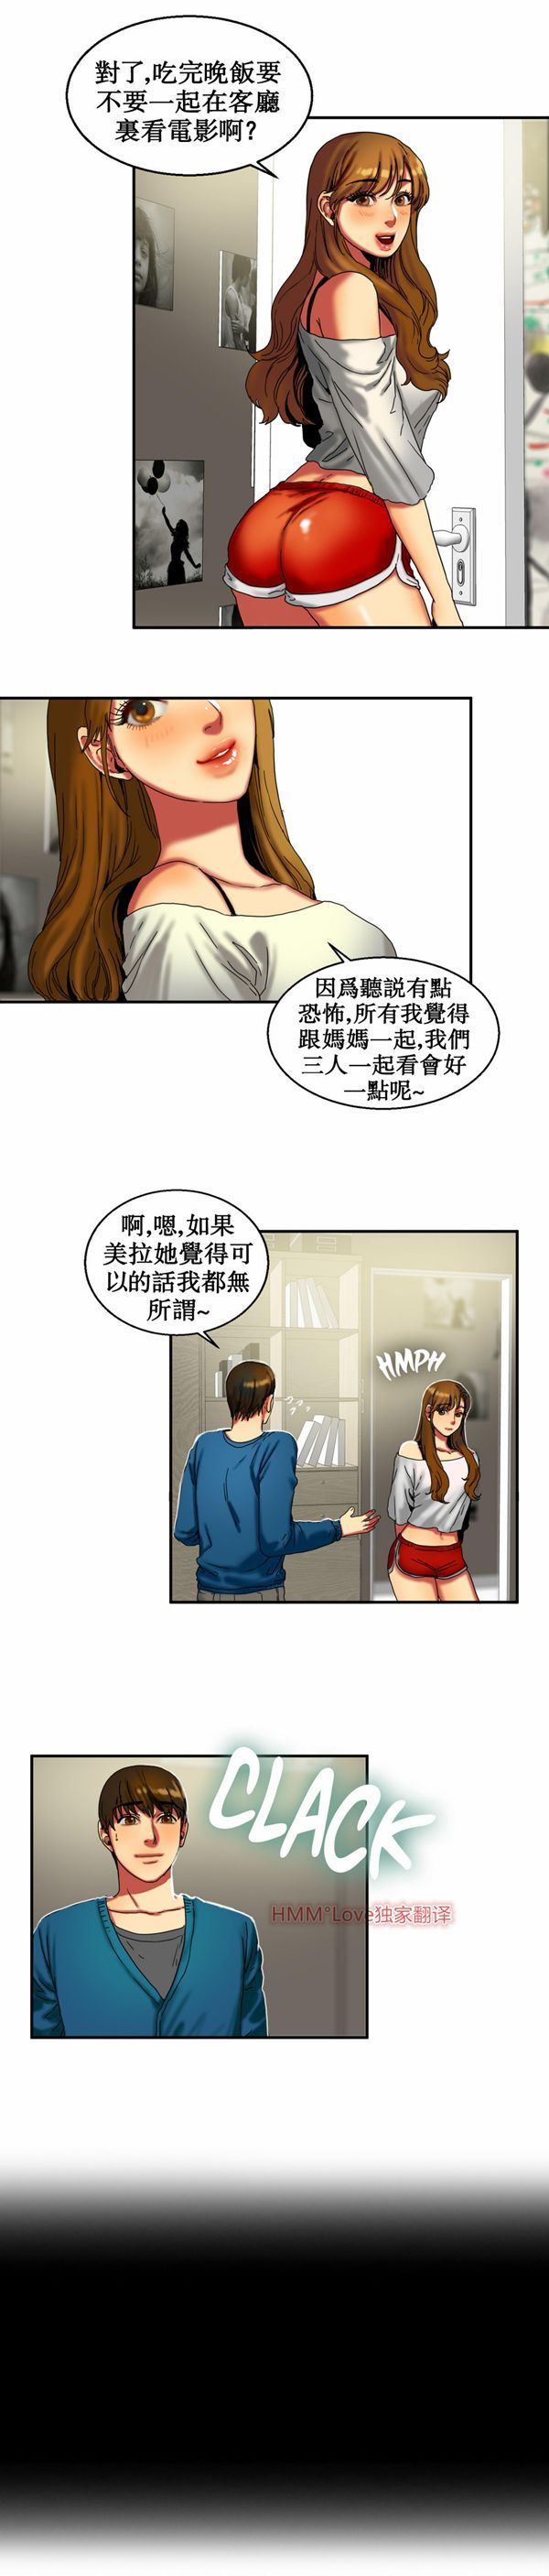 對了,吃完晚飯要
不要一起在客廳
裏看電影啊?
因爲聽説有點
恐怖,所有我覺得
跟媽媽一起,我們
三人一起看會好
一點呢~
啊,嗯,如果
美拉她覺得可
以的話我都無
所謂~
HMPH
CLACK
HMM°Love独家翻译